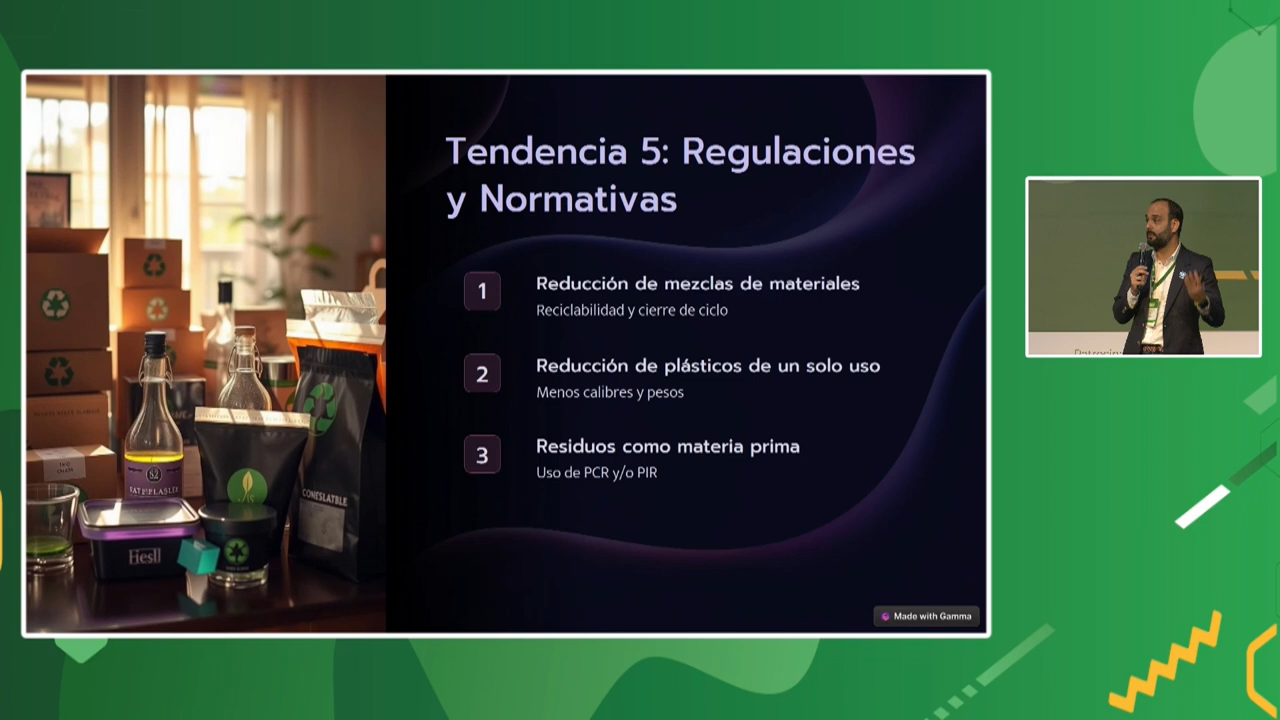 Tendencia 5: Regulaciones
y Normativas
1
Reducción de mezclas de materiales
Reciclabilidad y cierre de ciclo
2
Reducción de plásticos de un solo uso
Menos calibres y pesos
3
Residuos como materia prima
Uso de PCR y/o PIR
Made with Gamma